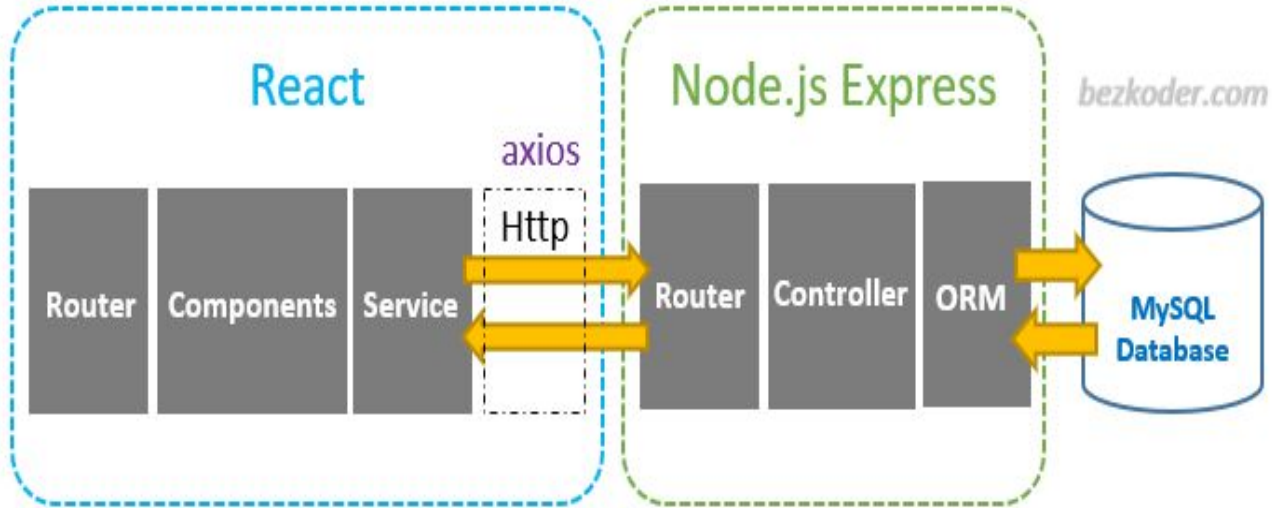 React
Node.js Express
bezkoder.com
axios
Http
Router
Components
Service
Router
Controller
ORM
MySQL
Database